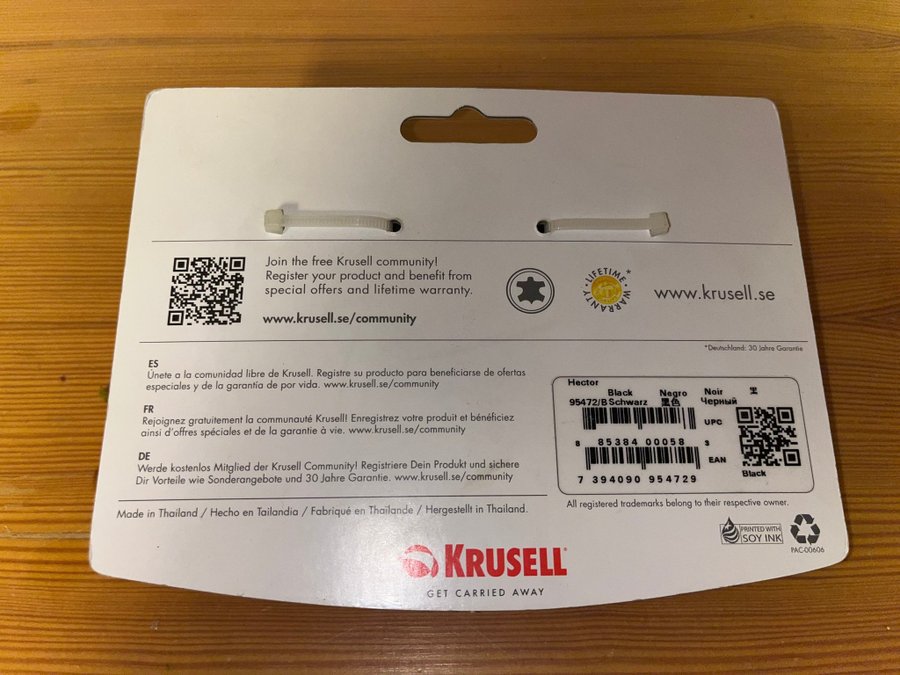 Join the free Krusell community!
Register your product and benefit from
special offers and lifetime warranty.
www.krusell.se/community
· LIFETIME · WARRANTY *
www.krusell.se
*Deutschland: 30 Jahre Garantie
ES
Únete a la comunidad libre de Krusell. Registre su producto para beneficiarse de ofertas
especiales y de la garantía de por vida. www.krusell.se/community
FR
Rejoignez gratuitement la communauté Krusell! Enregistrez votre produit et bénéficiez
ainsi d'offres spéciales et de la garantie à vie. www.krusell.se/community
DE
Werde kostenlos Mitglied der Krusell Community! Registriere Dein Produkt und sichere
Dir Vorteile wie Sonderangebote und 30 Jahre Garantie. www.krusell.se/community
Hector
Black Negro Noir 黑
95472/B Schwarz 黑色 Черный
UPC
8 85384 00058 3
EAN
7 394090 954729
Black
All registered trademarks belong to their respective owner.
Made in Thailand / Hecho en Tailandia / Fabriqué en Thaïlande / Hergestellt in Thailand.
PRINTED WITH
SOY INK
PAC-00606
KRUSELL
GET CARRIED AWAY